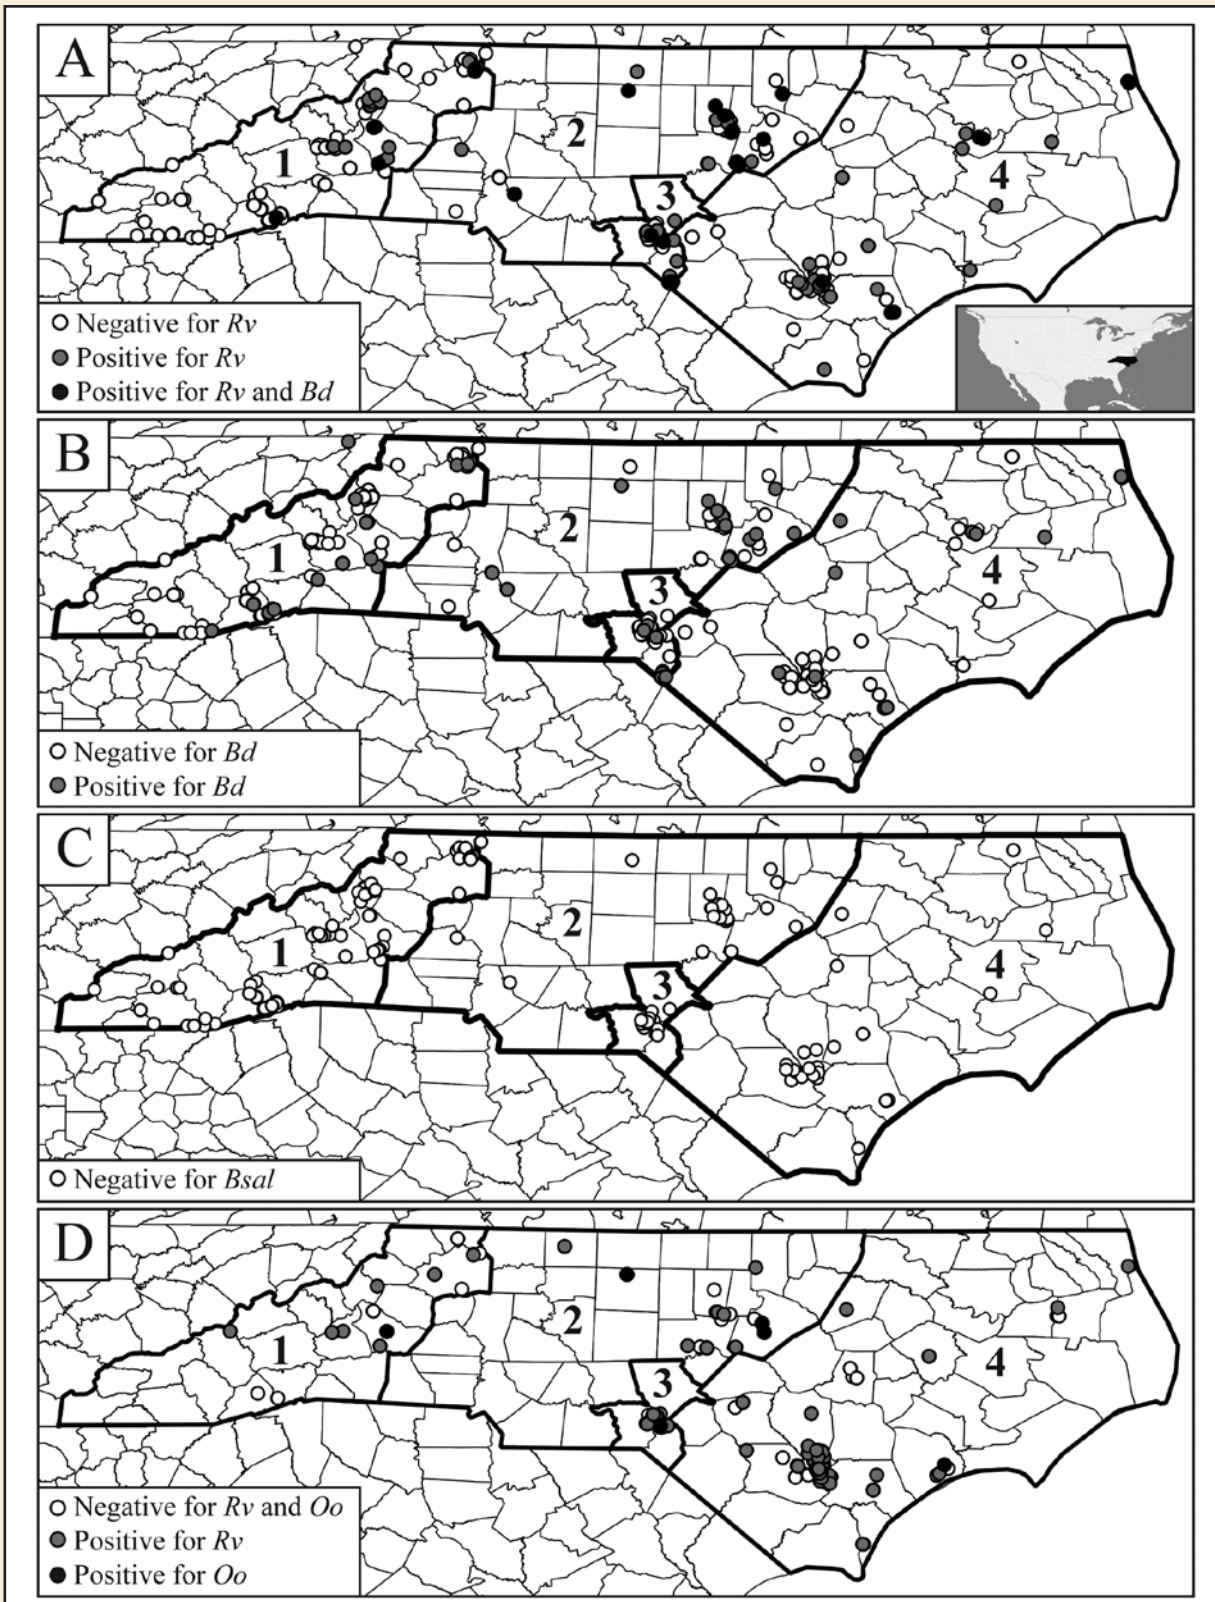 A
1
2
3
4
Negative for Rv
Positive for Rv
Positive for Rv and Bd
B
1
2
3
4
Negative for Bd
Positive for Bd
C
1
2
3
4
Negative for Bsal
D
1
2
3
4
Negative for Rv and Oo
Positive for Rv
Positive for Oo